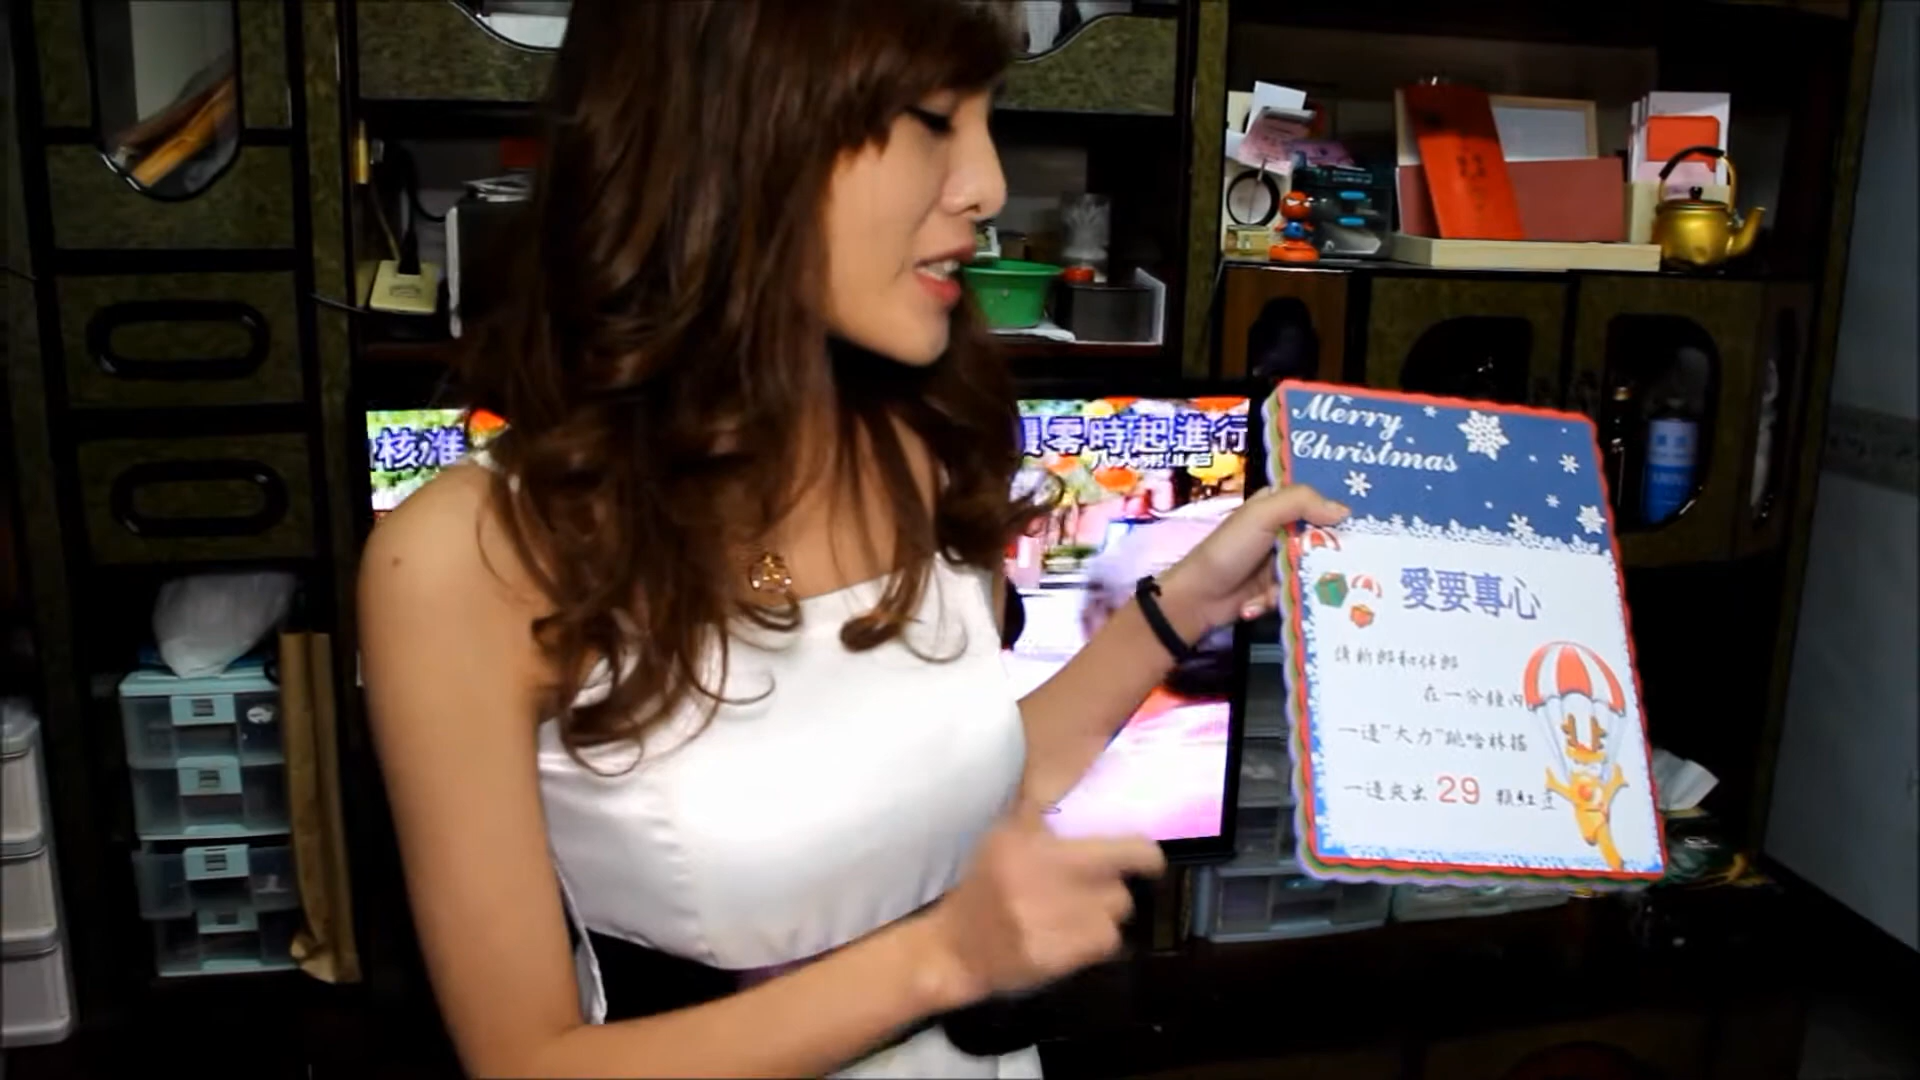 核准
零時起進行
Merry
Christmas
愛要專心
請新郎和伴郎
在一分鐘內
一邊"大力"跳哈林搖
一邊夾出 29 顆紅豆